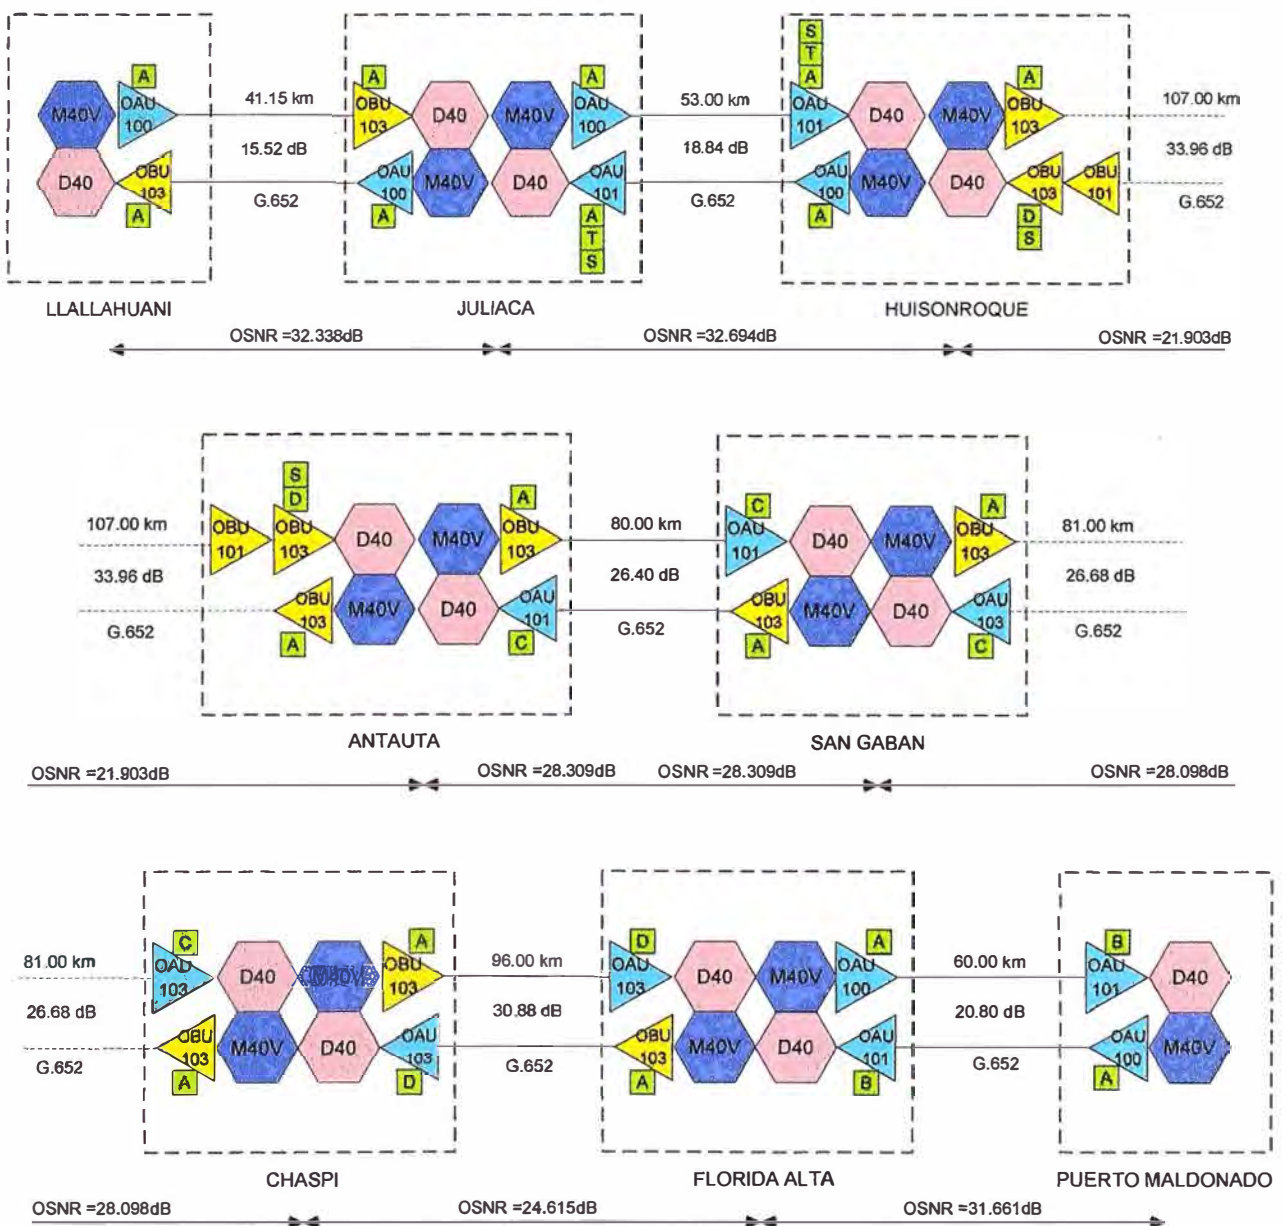 S
T
A A A A A
M40V OAU 100 41.15 km OBU 103 D40 M40V OAU 100 53.00 km OAU 101 D40 M40V OBU 103 107.00 km
15.52 dB 18.84 dB 33.96 dB
D40 OBU 103 G.652 OAU 100 M40V D40 OAU 101 G.652 OAU 100 M40V D40 OBU 103 OBU 101 G.652
A A A A D
T S
S
LLALLAHUANI JULIACA HUISONROQUE
OSNR =32.338dB OSNR =32.694dB OSNR =21.903dB
S
D A C A
107.00 km OBU 101 OBU 103 D40 M40V OBU 103 80.00 km OAU 101 D40 M40V OBU 103 81.00 km
33.96 dB 26.40 dB 26.68 dB
G.652 OBU 103 M40V D40 OAU 101 G.652 OBU 103 M40V D40 OAU 103 G.652
A C A C
ANTAUTA SAN GABAN
OSNR =21.903dB OSNR =28.309dB OSNR =28.309dB OSNR =28.098dB
C A D A B
81.00 km OAU 103 D40 M40V OBU 103 96.00 km OAU 103 D40 M40V OAU 100 60.00 km OAU 101 D40
26.68 dB 30.88 dB 20.80 dB
G.652 OBU 103 M40V D40 OAU 103 G.652 OBU 103 M40V D40 OAU 101 G.652 OAU 100 M40V
A D A B A
CHASPI FLORIDA ALTA PUERTO MALDONADO
OSNR =28.098dB OSNR =24.615dB OSNR =31.661dB